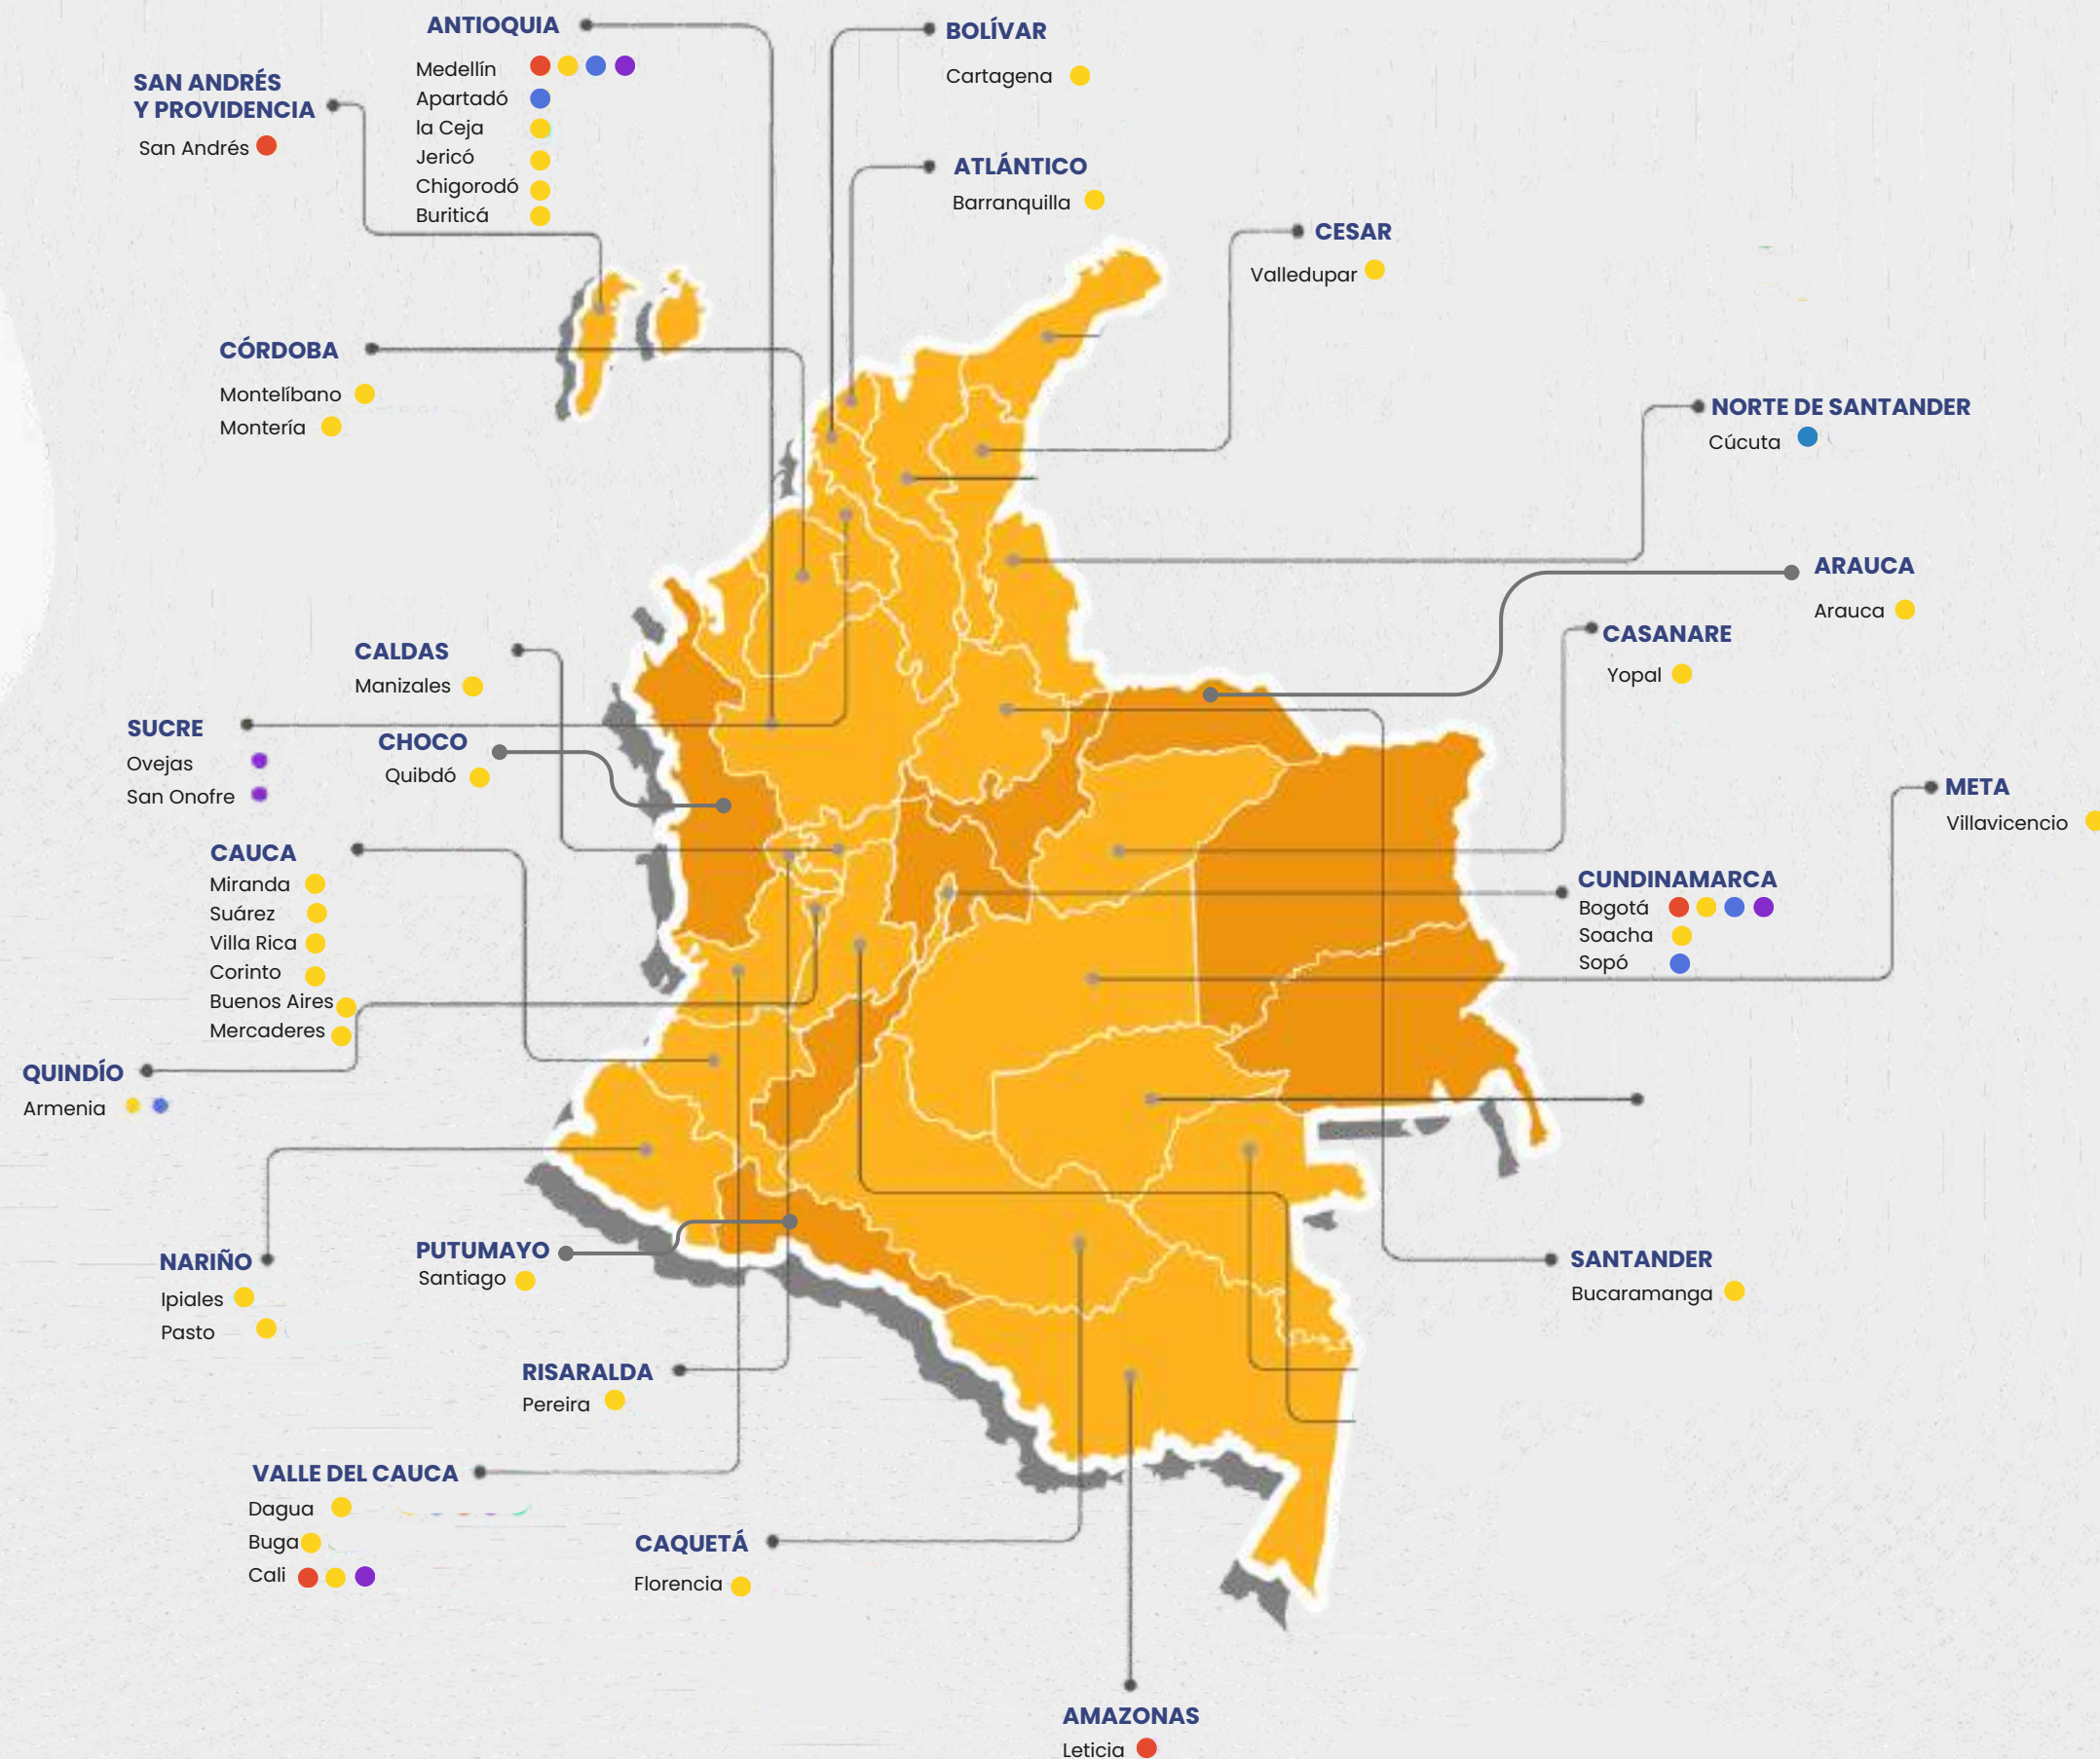 ANTIOQUIA
Medellín
Apartadó
la Ceja
Jericó
Chigorodó
Buriticá
BOLÍVAR
Cartagena
SAN ANDRÉS
Y PROVIDENCIA
San Andrés
ATLÁNTICO
Barranquilla
CESAR
Valledupar
CÓRDOBA
Montelíbano
Montería
NORTE DE SANTANDER
Cúcuta
ARAUCA
Arauca
CASANARE
Yopal
CALDAS
Manizales
SUCRE
Ovejas
San Onofre
CHOCO
Quibdó
META
Villavicencio
CAUCA
Miranda
Suárez
Villa Rica
Corinto
Buenos Aires
Mercaderes
CUNDINAMARCA
Bogotá
Soacha
Sopó
QUINDÍO
Armenia
NARIÑO
Ipiales
Pasto
PUTUMAYO
Santiago
SANTANDER
Bucaramanga
RISARALDA
Pereira
VALLE DEL CAUCA
Dagua
Buga
Cali
CAQUETÁ
Florencia
AMAZONAS
Leticia